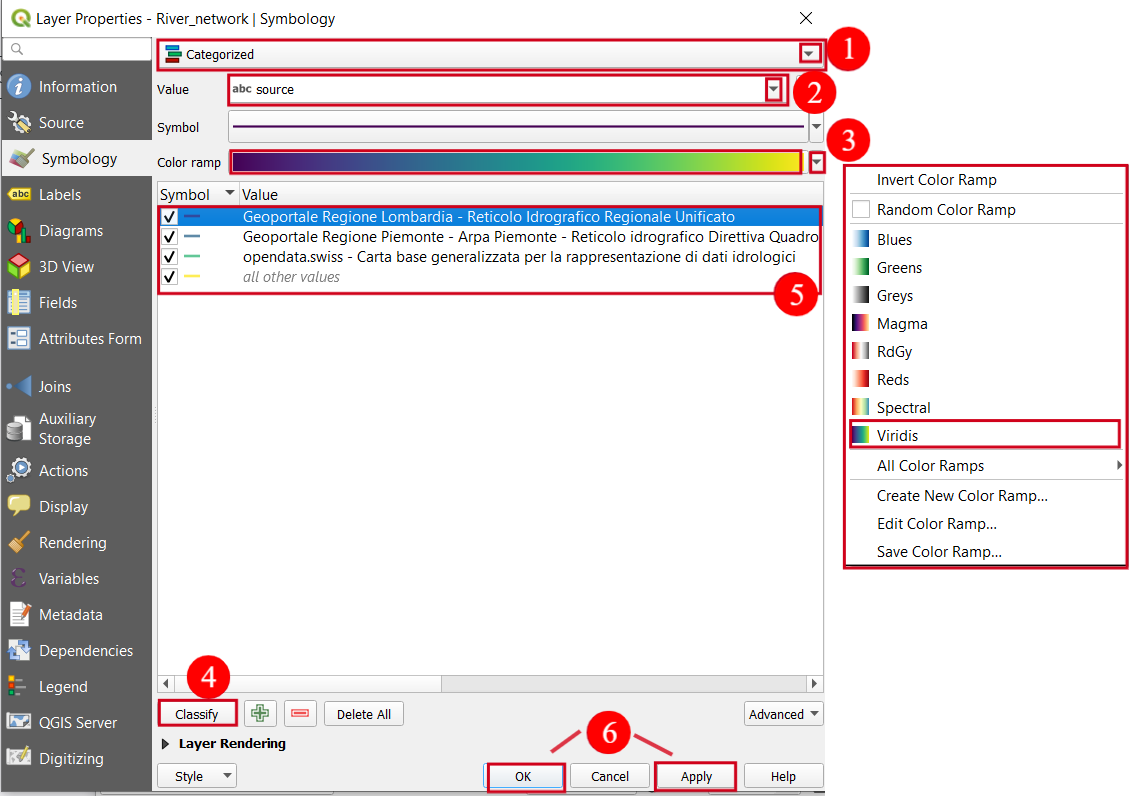 Layer Properties - River_network | Symbology
Categorized
1
Information
Source
Symbology
Labels
Diagrams
3D View
Fields
Attributes Form
Joins
Auxiliary
Storage
Actions
Display
Rendering
Variables
Metadata
Dependencies
Legend
QGIS Server
Digitizing
Value
abc source
2
Symbol
3
Color ramp
Symbol Value
Geoportale Regione Lombardia - Reticolo Idrografico Regionale Unificato
Geoportale Regione Piemonte - Arpa Piemonte - Reticolo idrografico Direttiva Quadro
opendata.swiss - Carta base generalizzata per la rappresentazione di dati idrologici
all other values
5
4
Classify
Delete All
Advanced
Layer Rendering
6
Style
OK
Cancel
Apply
Help
Invert Color Ramp
Random Color Ramp
Blues
Greens
Greys
Magma
RdGy
Reds
Spectral
Viridis
All Color Ramps
Create New Color Ramp...
Edit Color Ramp...
Save Color Ramp...